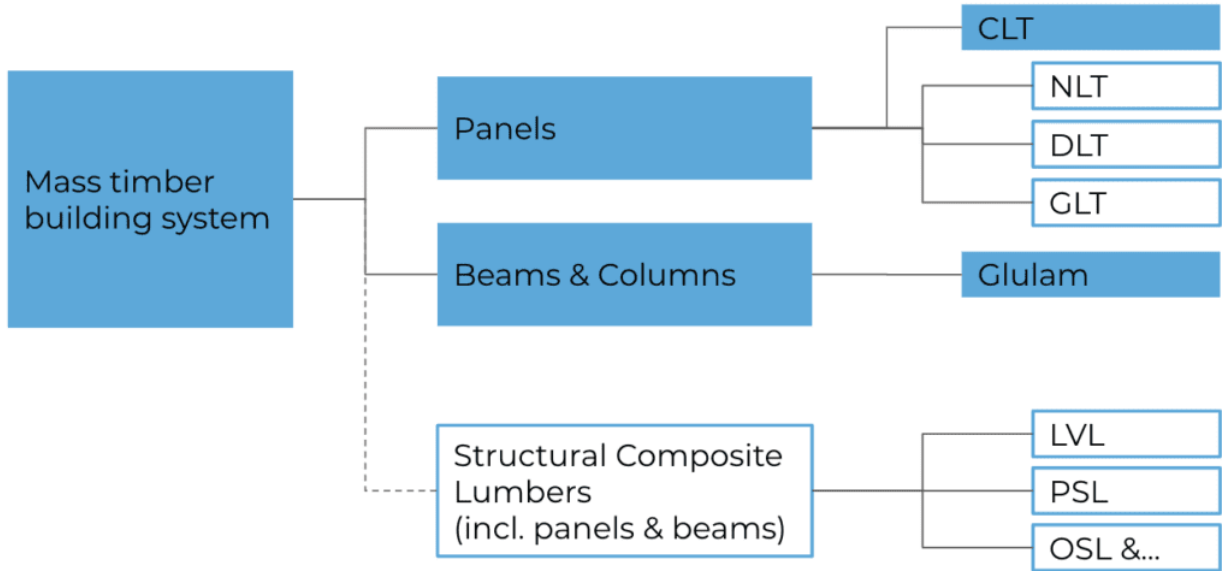 Mass timber
building system
Panels
CLT
NLT
DLT
GLT
Beams & Columns
Glulam
Structural Composite
Lumbers
(incl. panels & beams)
LVL
PSL
OSL &...